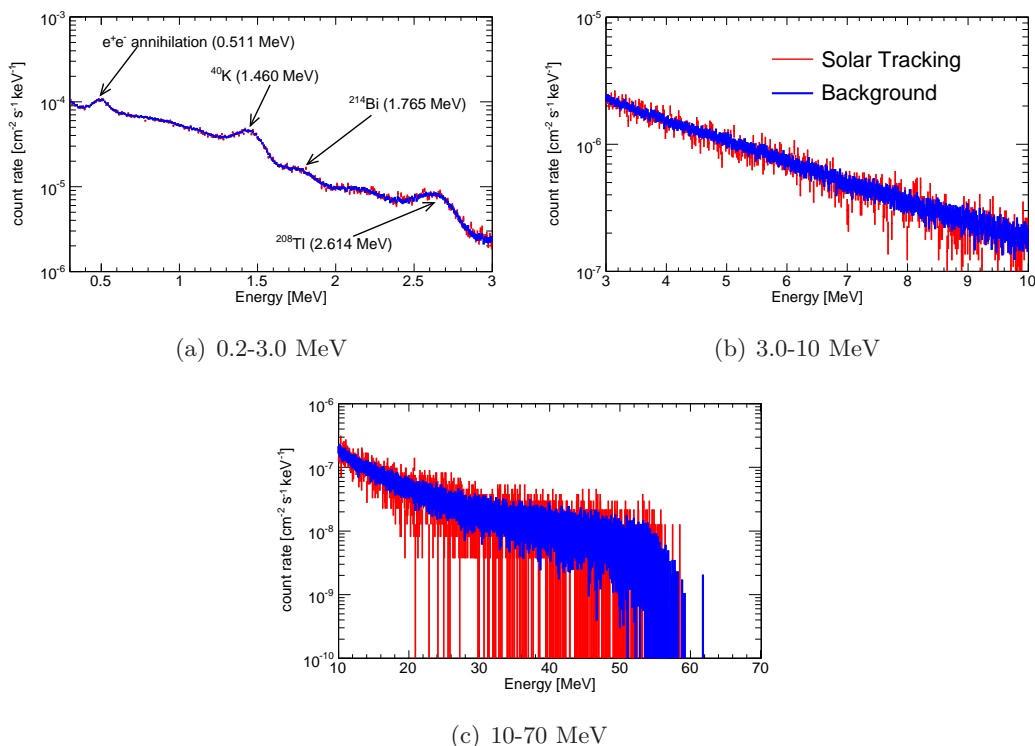 e⁺e⁻ annihilation (0.511 MeV)
⁴⁰K (1.460 MeV)
²¹⁴Bi (1.765 MeV)
²⁰⁸Tl (2.614 MeV)
count rate [cm⁻² s⁻¹ keV⁻¹]
10⁻³
10⁻⁴
10⁻⁵
10⁻⁶
0.5 1 1.5 2 2.5 3
Energy [MeV]
(a) 0.2-3.0 MeV
Solar Tracking
Background
count rate [cm⁻² s⁻¹ keV⁻¹]
10⁻⁵
10⁻⁶
10⁻⁷
3 4 5 6 7 8 9 10
Energy [MeV]
(b) 3.0-10 MeV
count rate [cm⁻² s⁻¹ keV⁻¹]
10⁻⁶
10⁻⁷
10⁻⁸
10⁻⁹
10⁻¹⁰
10 20 30 40 50 60 70
Energy [MeV]
(c) 10-70 MeV